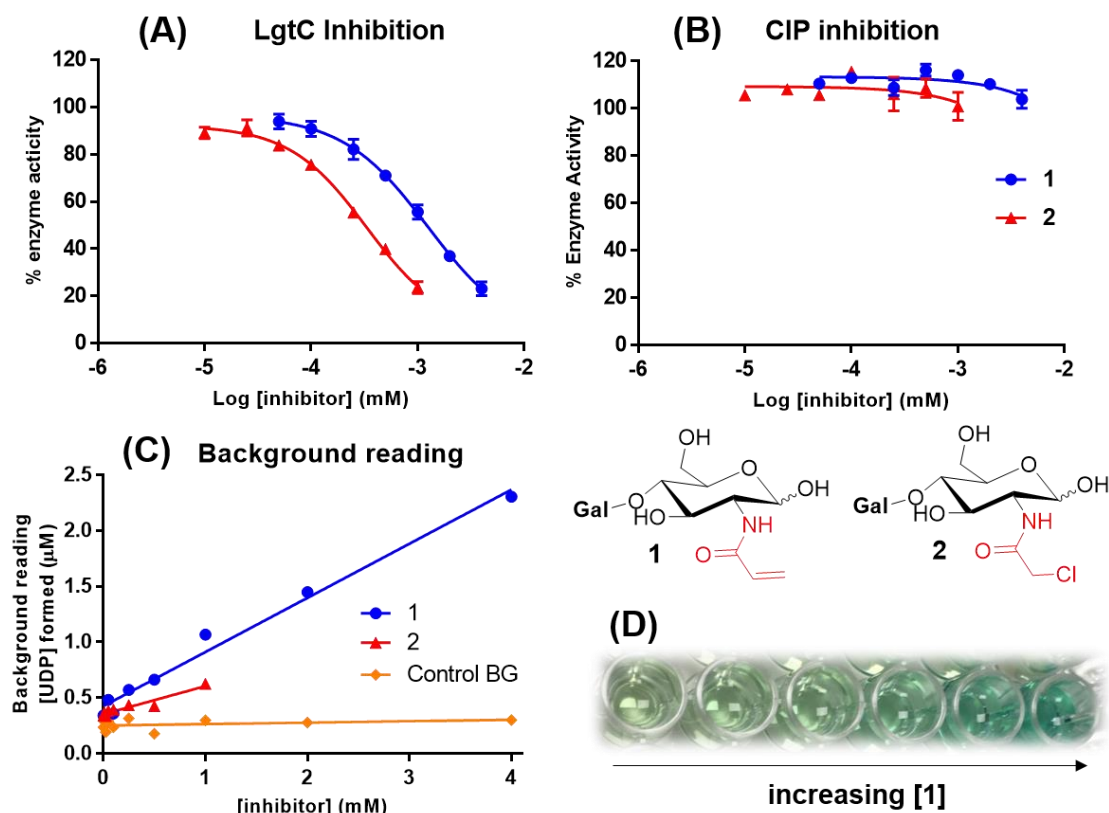 (A) LgtC Inhibition
120
100
80
60
40
20
0
% enzyme acticity
-6 -5 -4 -3 -2
Log [inhibitor] (mM)
(B) CIP inhibition
120
100
80
60
40
20
0
% Enzyme Activity
1
2
-6 -5 -4 -3 -2
Log [inhibitor] (mM)
(C) Background reading
2.5
2.0
1.5
1.0
0.5
0.0
Background reading
[UDP] formed (µM)
1
2
Control BG
0 1 2 3 4
[inhibitor] (mM)
OH
O
OH
Gal
O
HO
NH
O
1
OH
O
OH
Gal
O
HO
NH
O
Cl
2
(D)
increasing [1]